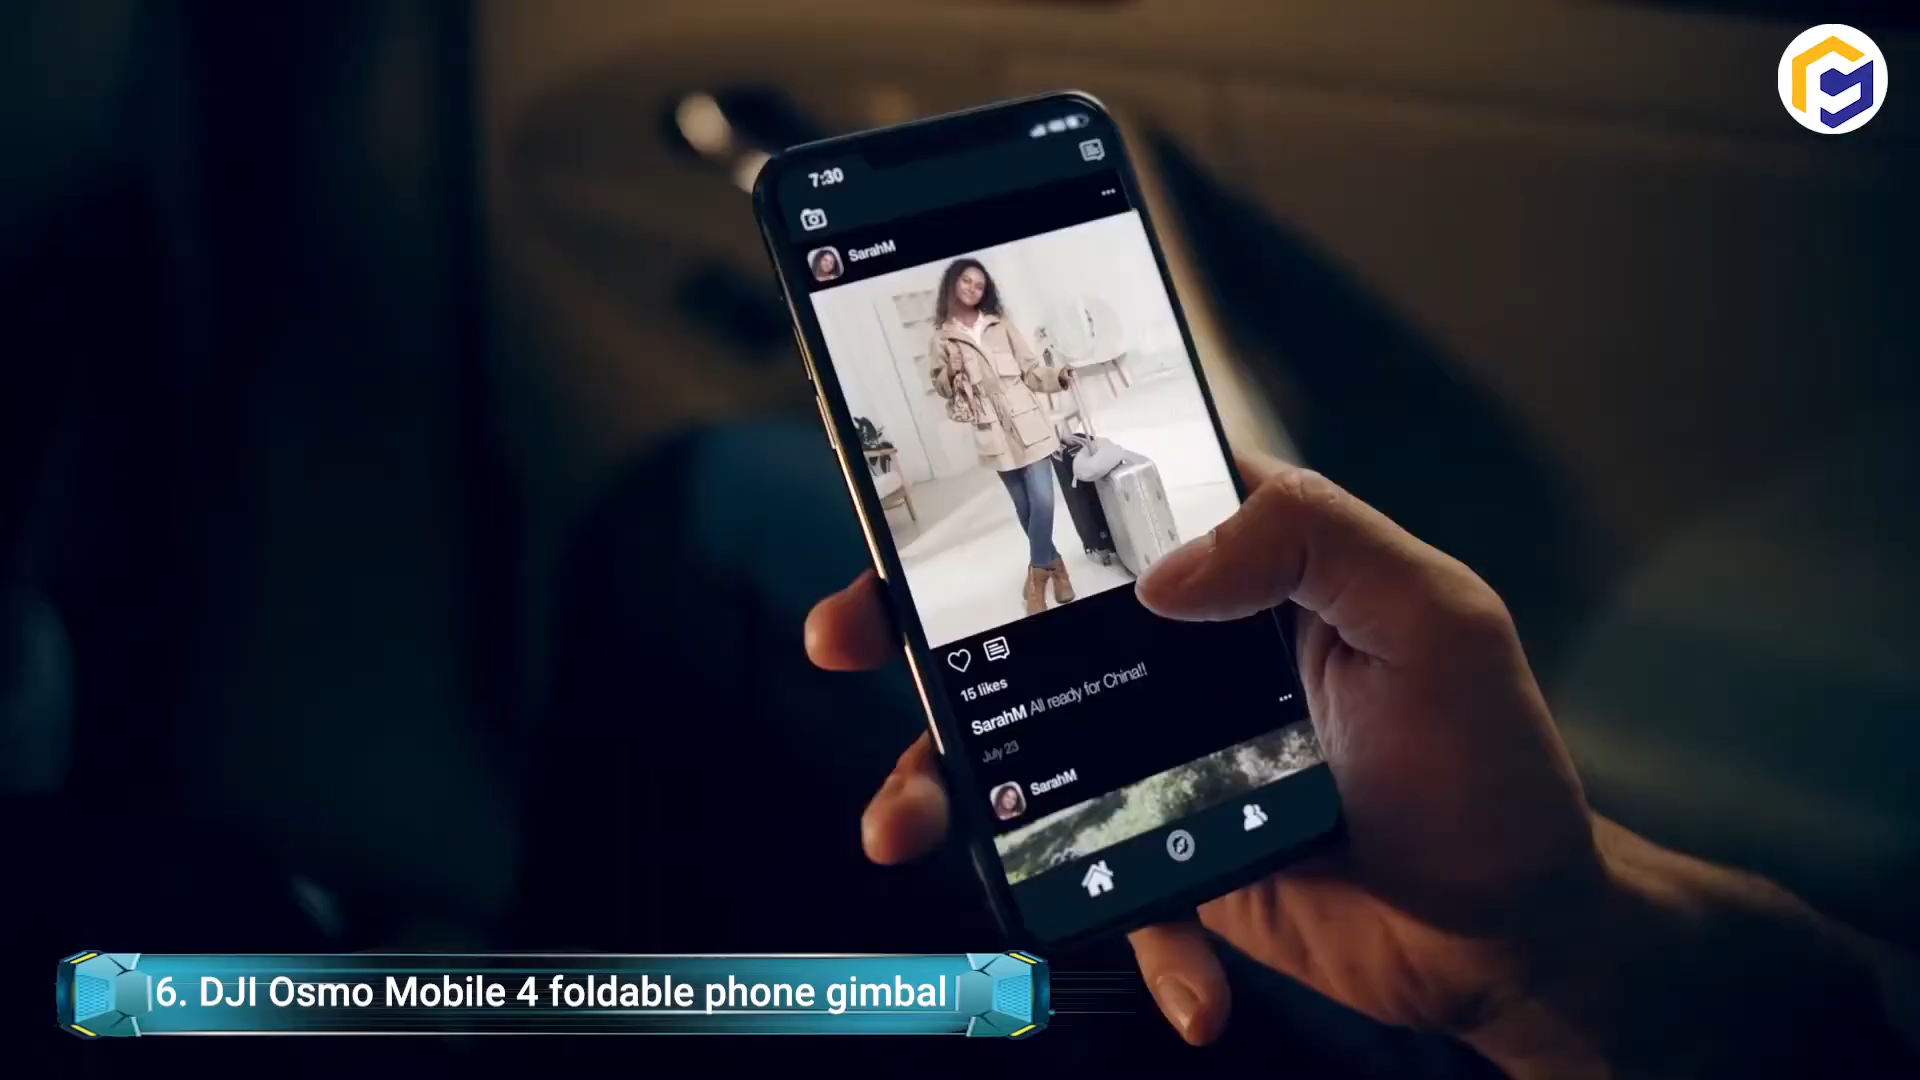 7:30
SarahM
15 likes
SarahM All ready for China!!
July 23
SarahM
6. DJI Osmo Mobile 4 foldable phone gimbal